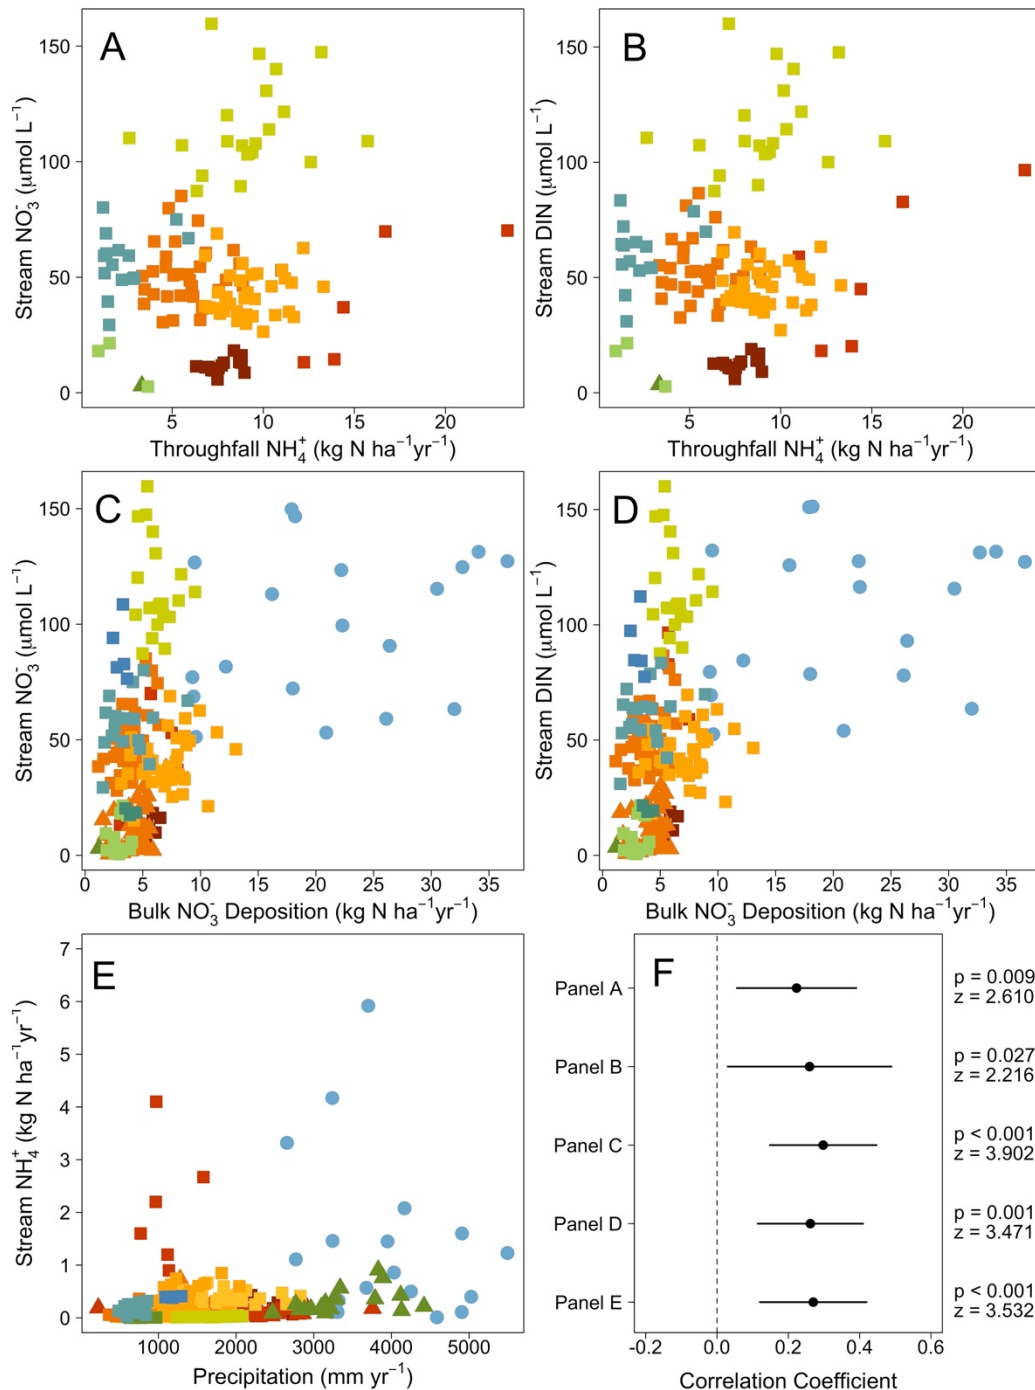 A
150
100
50
0
Stream NO₃⁻ (μmol L⁻¹)
5 10 15 20
Throughfall NH₄⁺ (kg N ha⁻¹yr⁻¹)
B
150
100
50
0
Stream DIN (μmol L⁻¹)
5 10 15 20
Throughfall NH₄⁺ (kg N ha⁻¹yr⁻¹)
C
150
100
50
0
Stream NO₃⁻ (μmol L⁻¹)
0 5 10 15 20 25 30 35
Bulk NO₃⁻ Deposition (kg N ha⁻¹yr⁻¹)
D
150
100
50
0
Stream DIN (μmol L⁻¹)
0 5 10 15 20 25 30 35
Bulk NO₃⁻ Deposition (kg N ha⁻¹yr⁻¹)
E
7
6
5
4
3
2
1
0
Stream NH₄⁺ (kg N ha⁻¹yr⁻¹)
1000 2000 3000 4000 5000
Precipitation (mm yr⁻¹)
F
Panel A
p = 0.009
z = 2.610
Panel B
p = 0.027
z = 2.216
Panel C
p < 0.001
z = 3.902
Panel D
p = 0.001
z = 3.471
Panel E
p < 0.001
z = 3.532
-0.2 0.0 0.2 0.4 0.6
Correlation Coefficient